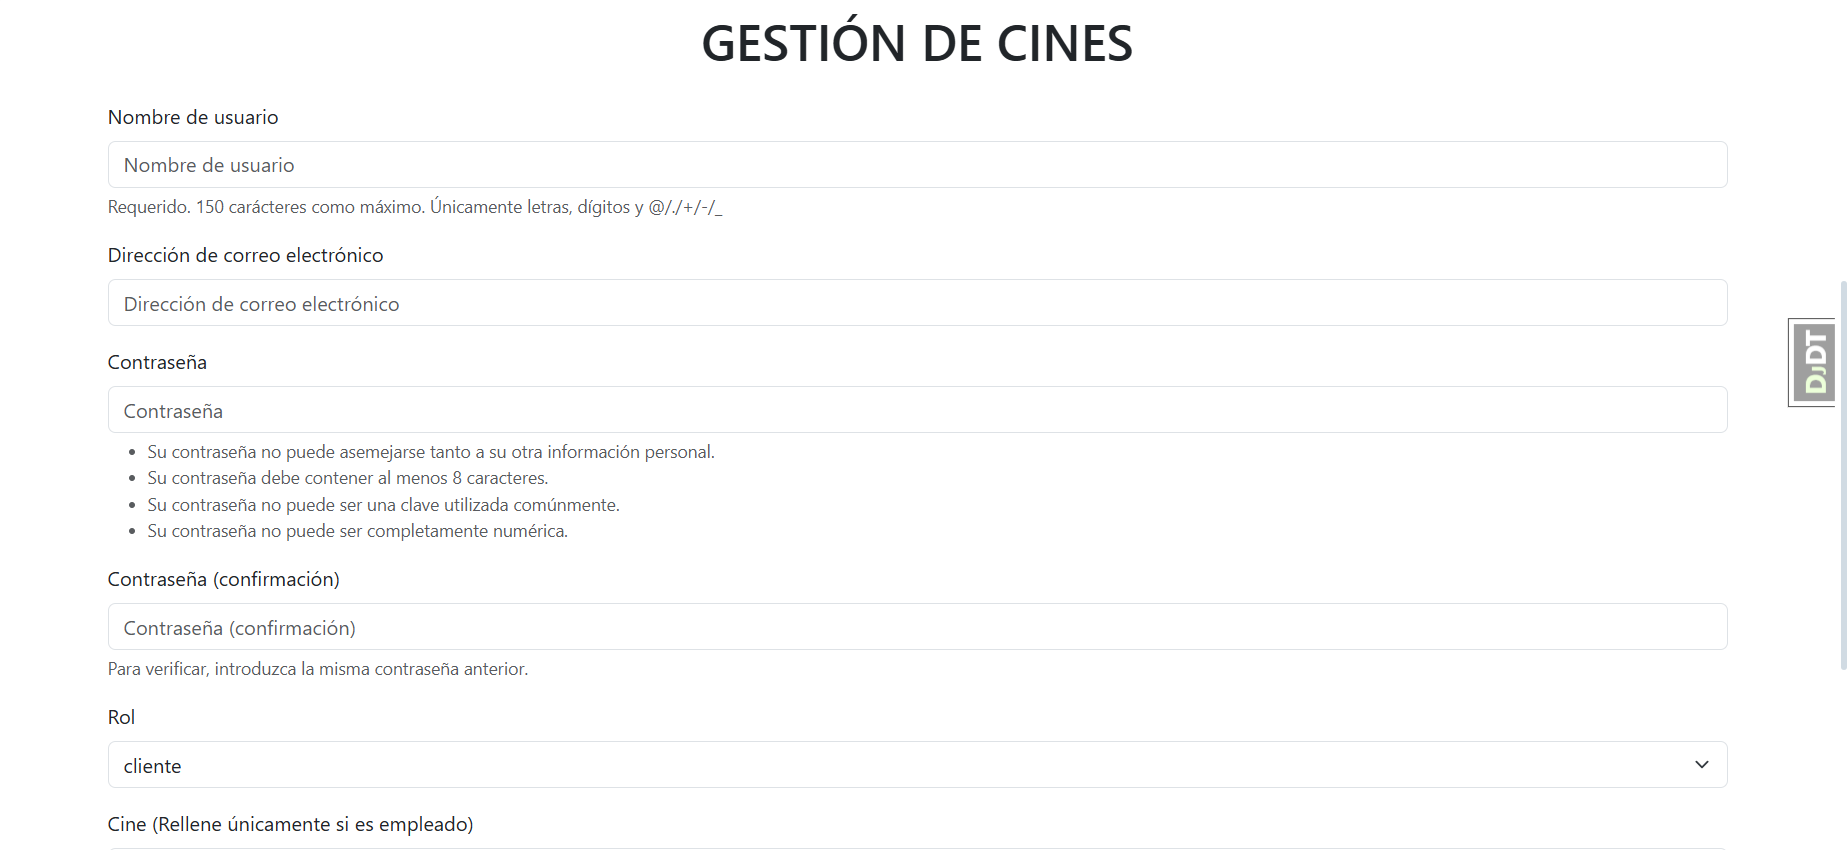 GESTIÓN DE CINES
Nombre de usuario
Nombre de usuario
Requerido. 150 carácteres como máximo. Únicamente letras, dígitos y @/./+/-/_
Dirección de correo electrónico
Dirección de correo electrónico
Contraseña
Contraseña
Su contraseña no puede asemejarse tanto a su otra información personal.
Su contraseña debe contener al menos 8 caracteres.
Su contraseña no puede ser una clave utilizada comúnmente.
Su contraseña no puede ser completamente numérica.
Contraseña (confirmación)
Contraseña (confirmación)
Para verificar, introduzca la misma contraseña anterior.
Rol
cliente
Cine (Rellene únicamente si es empleado)
DJDT